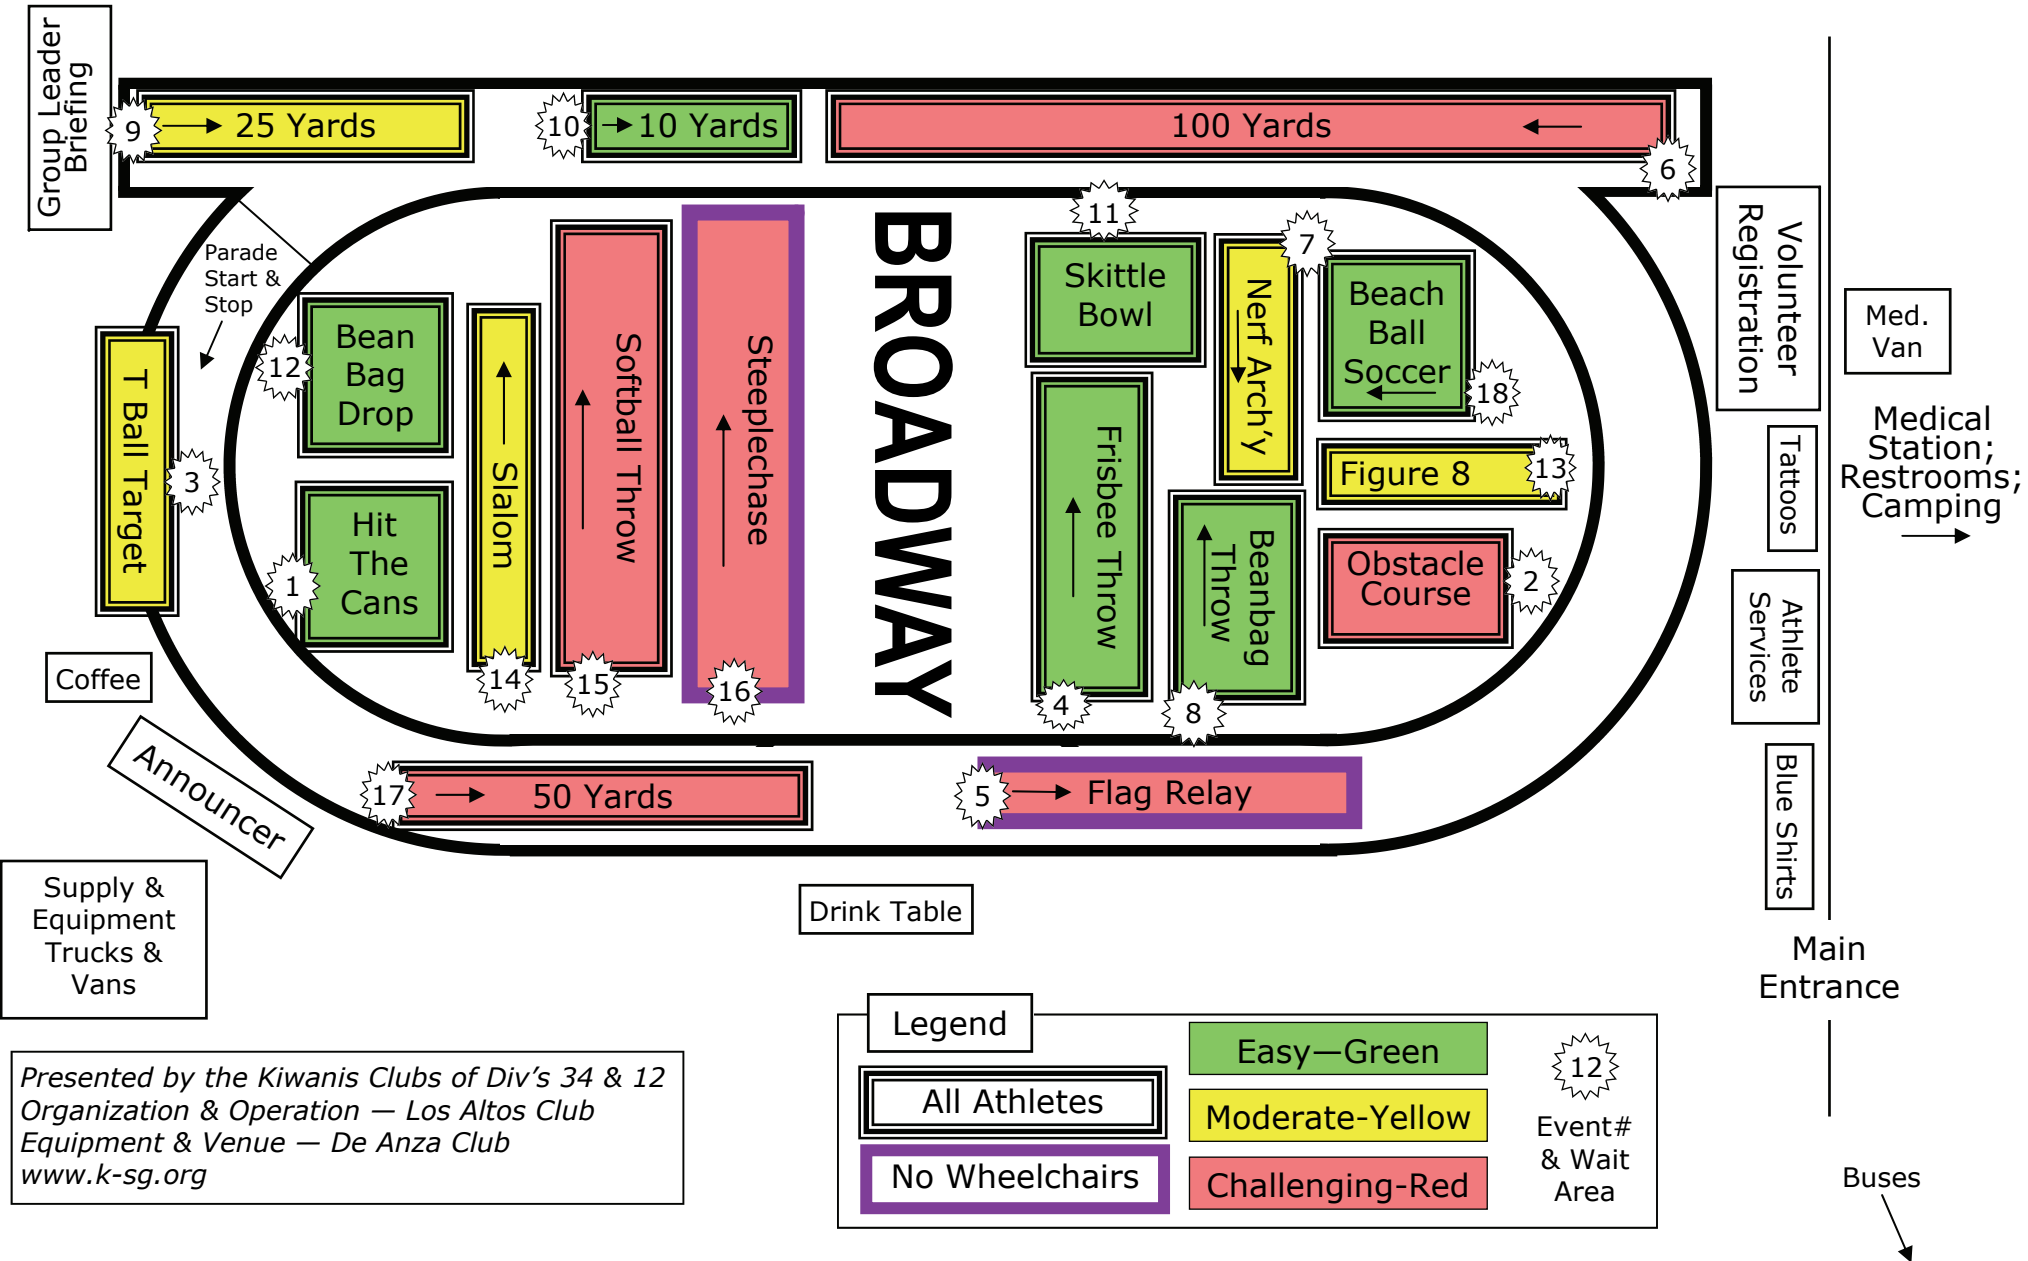 Group Leader
Briefing
9
25 Yards
10
10 Yards
100 Yards
6
Parade
Start &
Stop
T Ball Target
3
12
Bean
Bag
Drop
1
Hit
The
Cans
Slalom
14
Softball Throw
15
Steeplechase
16
BROADWAY
11
Skittle
Bowl
7
Nerf Arch'y
Beach
Ball
Soccer
18
Frisbee Throw
4
Beanbag
Throw
8
Figure 8
13
Obstacle
Course
2
17
50 Yards
5
Flag Relay
Volunteer
Registration
Med.
Van
Tattoos
Medical
Station;
Restrooms;
Camping
Athlete
Services
Blue Shirts
Main
Entrance
Buses
Coffee
Announcer
Supply &
Equipment
Trucks &
Vans
Drink Table
Presented by the Kiwanis Clubs of Div's 34 & 12
Organization & Operation — Los Altos Club
Equipment & Venue — De Anza Club
www.k-sg.org
Legend
All Athletes
No Wheelchairs
Easy—Green
Moderate-Yellow
Challenging-Red
12
Event#
& Wait
Area